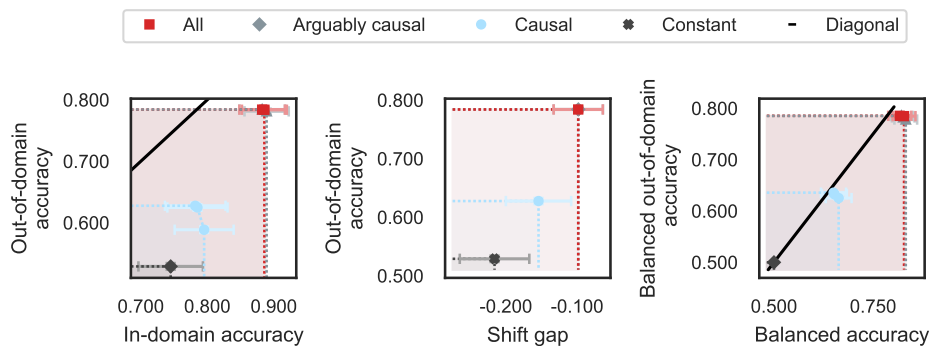 All Arguably causal Causal Constant Diagonal
Out-of-domain
accuracy
0.800
0.700
0.600
0.700 0.800 0.900
In-domain accuracy
Out-of-domain
accuracy
0.800
0.700
0.600
0.500
-0.200 -0.100
Shift gap
Balanced out-of-domain
accuracy
0.800
0.700
0.600
0.500
0.500 0.750
Balanced accuracy